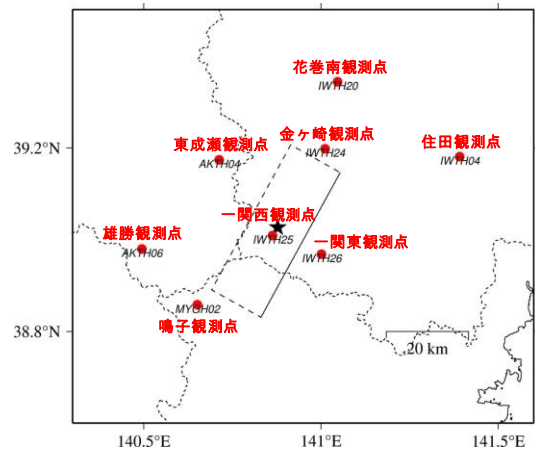 花巻南観測点
IWTH20
金ヶ崎観測点
IWTH24
住田観測点
IWTH04
東成瀬観測点
AKTH04
39.2°N
一関西観測点
IWTH25
雄勝観測点
AKTH06
一関東観測点
IWTH26
MYGH02
鳴子観測点
38.8°N
20 km
140.5°E
141°E
141.5°E